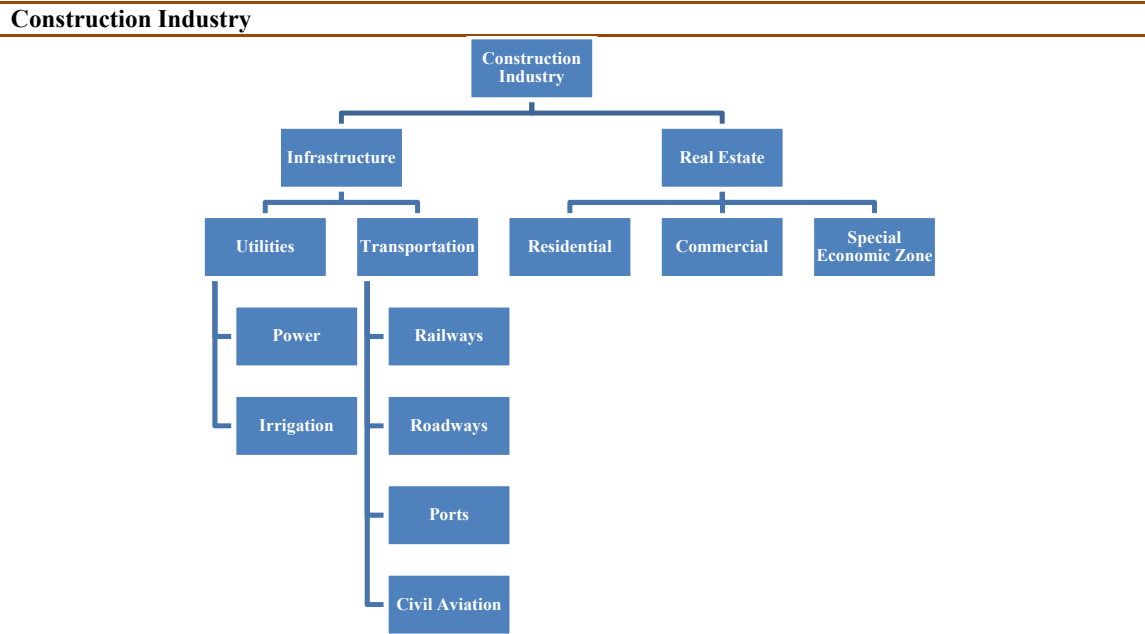 Construction Industry
Construction
Industry
Infrastructure
Real Estate
Utilities
Transportation
Residential
Commercial
Special
Economic Zone
Power
Railways
Irrigation
Roadways
Ports
Civil Aviation